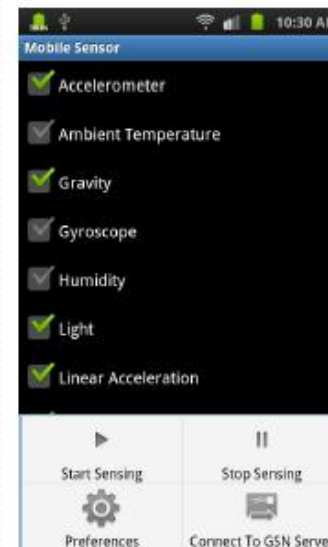 10:30 AM
Mobile Sensor
Accelerometer
Ambient Temperature
Gravity
Gyroscope
Humidity
Light
Linear Acceleration
Start Sensing
Stop Sensing
Preferences
Connect To GSN Serve